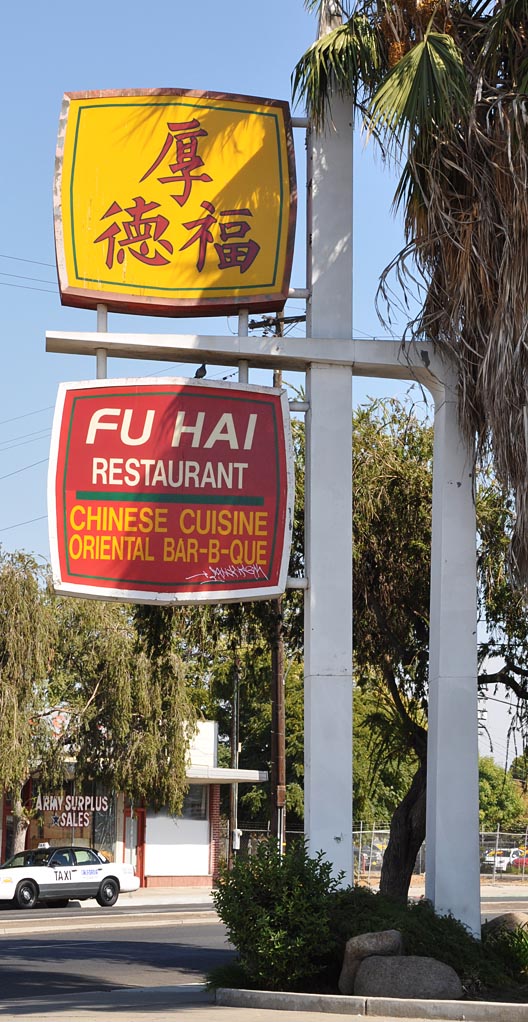 厚
德福
FU HAI
RESTAURANT
CHINESE CUISINE
ORIENTAL BAR-B-QUE
ARMY SURPLUS
SALES
TAXI